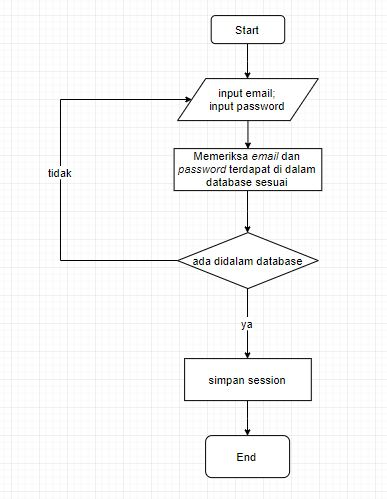 Start
input email;
input password
Memeriksa email dan
password terdapat di dalam
database sesuai
tidak
ada didalam database
ya
simpan session
End